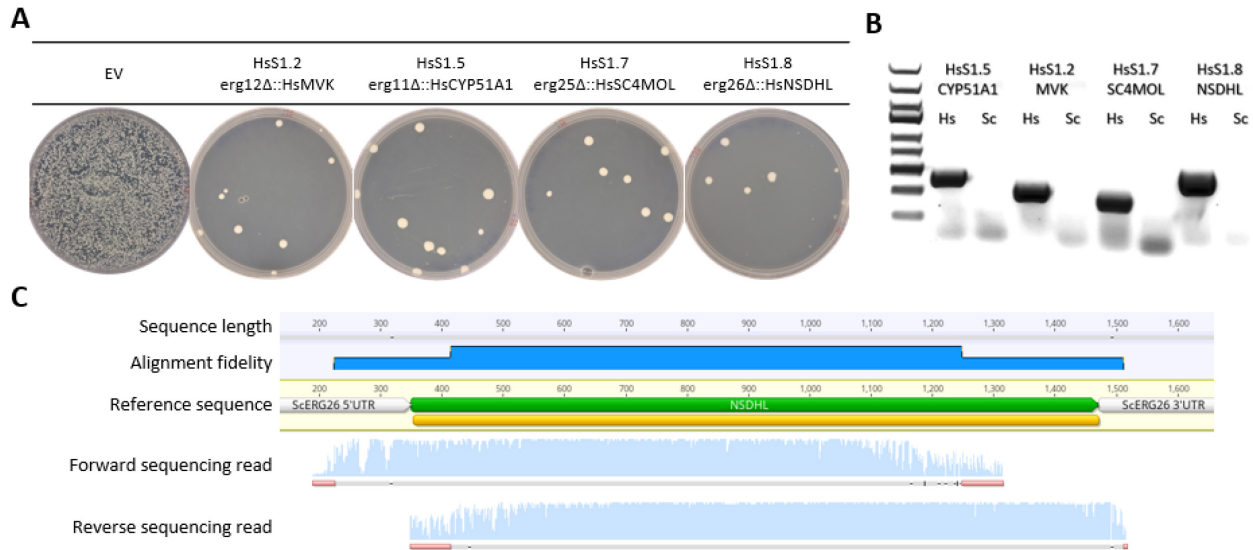 A
EV
HsS1.2
erg12Δ::HsMVK
HsS1.5
erg11Δ::HsCYP51A1
HsS1.7
erg25Δ::HsSC4MOL
HsS1.8
erg26Δ::HsNSDHL
B
HsS1.5 HsS1.2 HsS1.7 HsS1.8
CYP51A1 MVK SC4MOL NSDHL
Hs Sc Hs Sc Hs Sc Hs Sc
C
Sequence length
200 300 400 500 600 700 800 900 1,000 1,100 1,200 1,300 1,400 1,500 1,600
Alignment fidelity
200 300 400 500 600 700 800 900 1,000 1,100 1,200 1,300 1,400 1,500 1,600
Reference sequence
ScERG26 5'UTR NSDHL ScERG26 3'UTR
Forward sequencing read
Reverse sequencing read